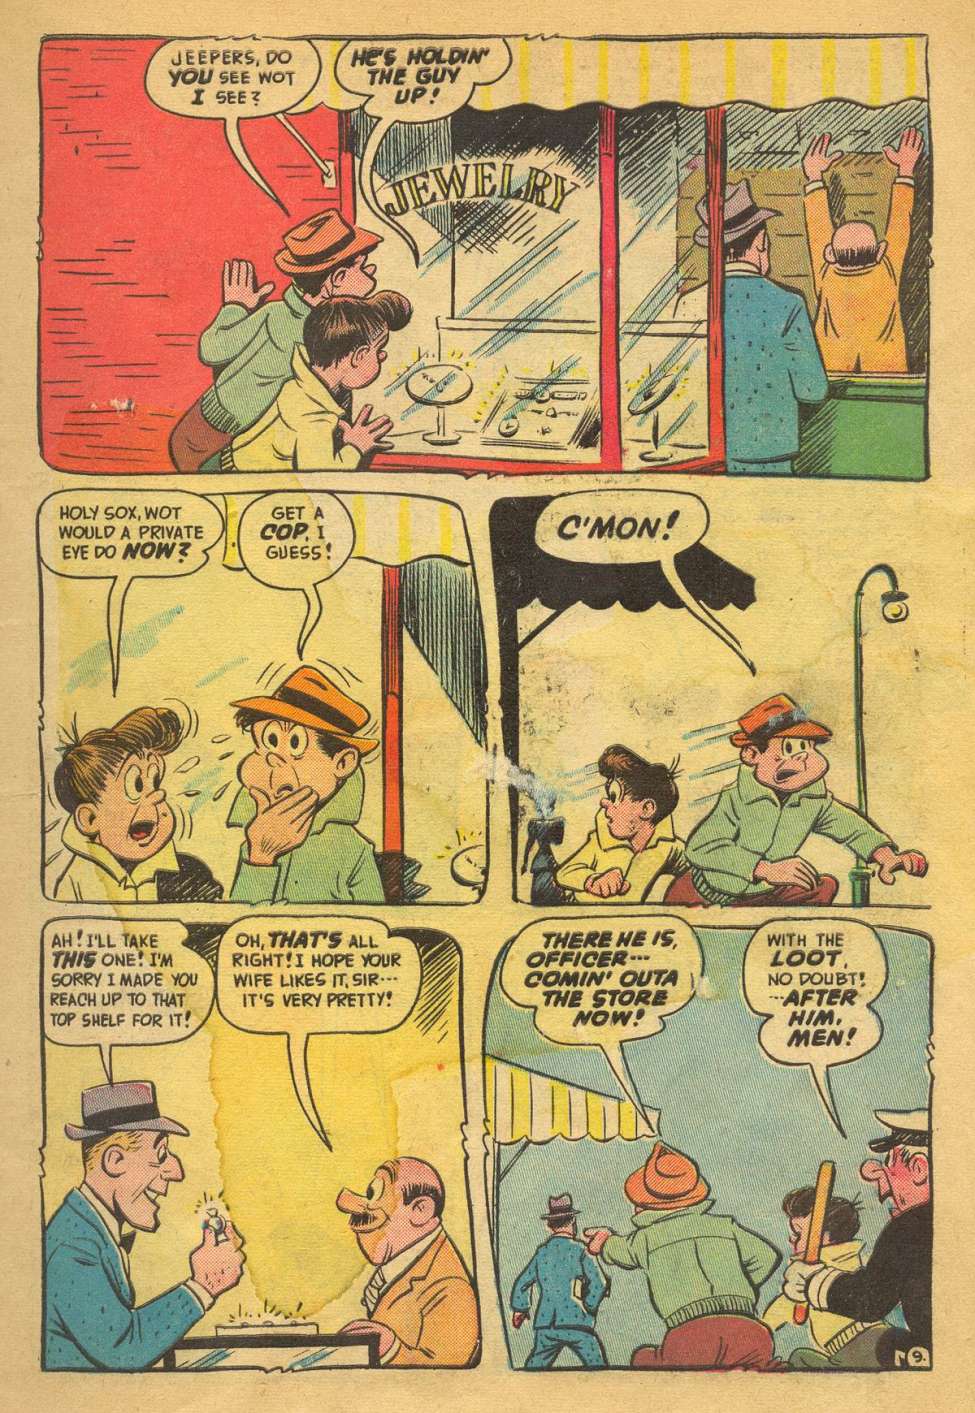 JEEPERS, DO
YOU SEE WOT
I SEE?
HE'S HOLDIN'
THE GUY
UP!
JEWELRY
HOLY SOX, WOT
WOULD A PRIVATE
EYE DO NOW?
GET A
COP, I
GUESS!
C'MON!
AH! I'LL TAKE
THIS ONE! I'M
SORRY I MADE YOU
REACH UP TO THAT
TOP SHELF FOR IT!
OH, THAT'S ALL
RIGHT! I HOPE YOUR
WIFE LIKES IT, SIR---
IT'S VERY PRETTY!
THERE HE IS,
OFFICER---
COMIN' OUTA
THE STORE
NOW!
WITH THE
LOOT,
NO DOUBT!
---AFTER
HIM,
MEN!
9.